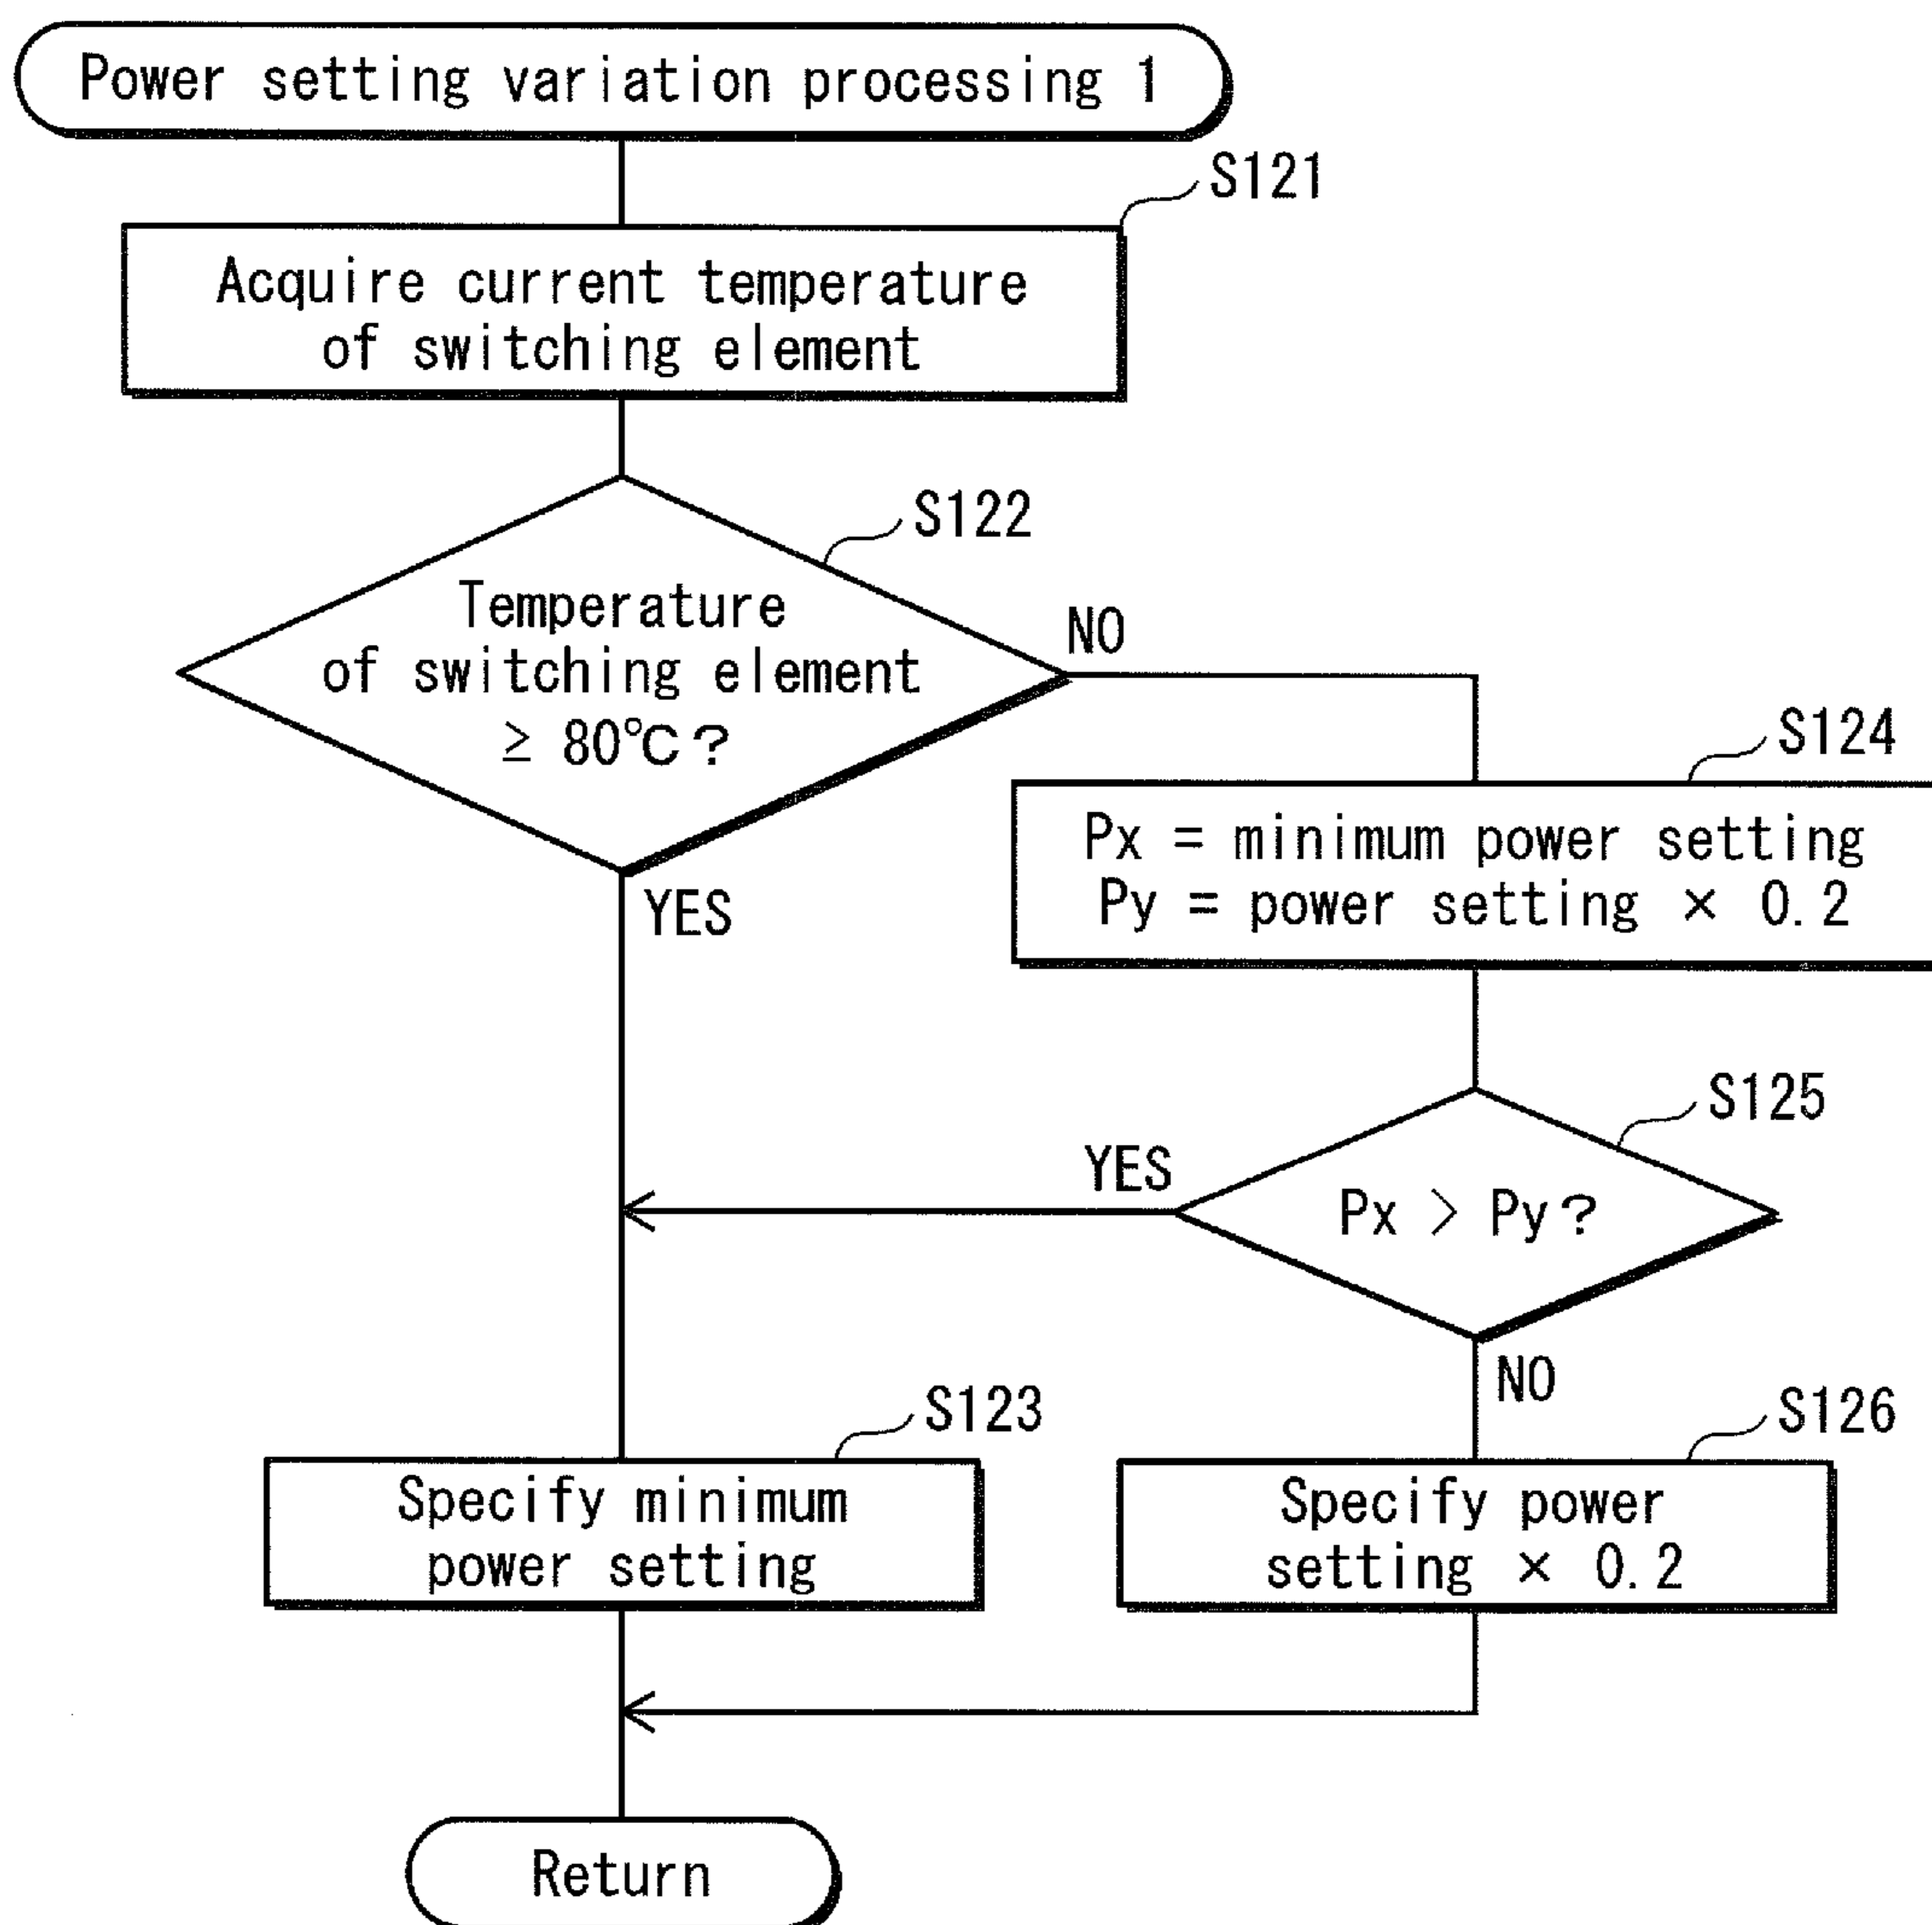 Power setting variation processing 1
S121
Acquire current temperature
of switching element
S122
Temperature
of switching element
≥ 80℃?
NO
YES
S124
Px = minimum power setting
Py = power setting × 0.2
S125
Px > Py?
YES
NO
S123
Specify minimum
power setting
S126
Specify power
setting × 0.2
Return